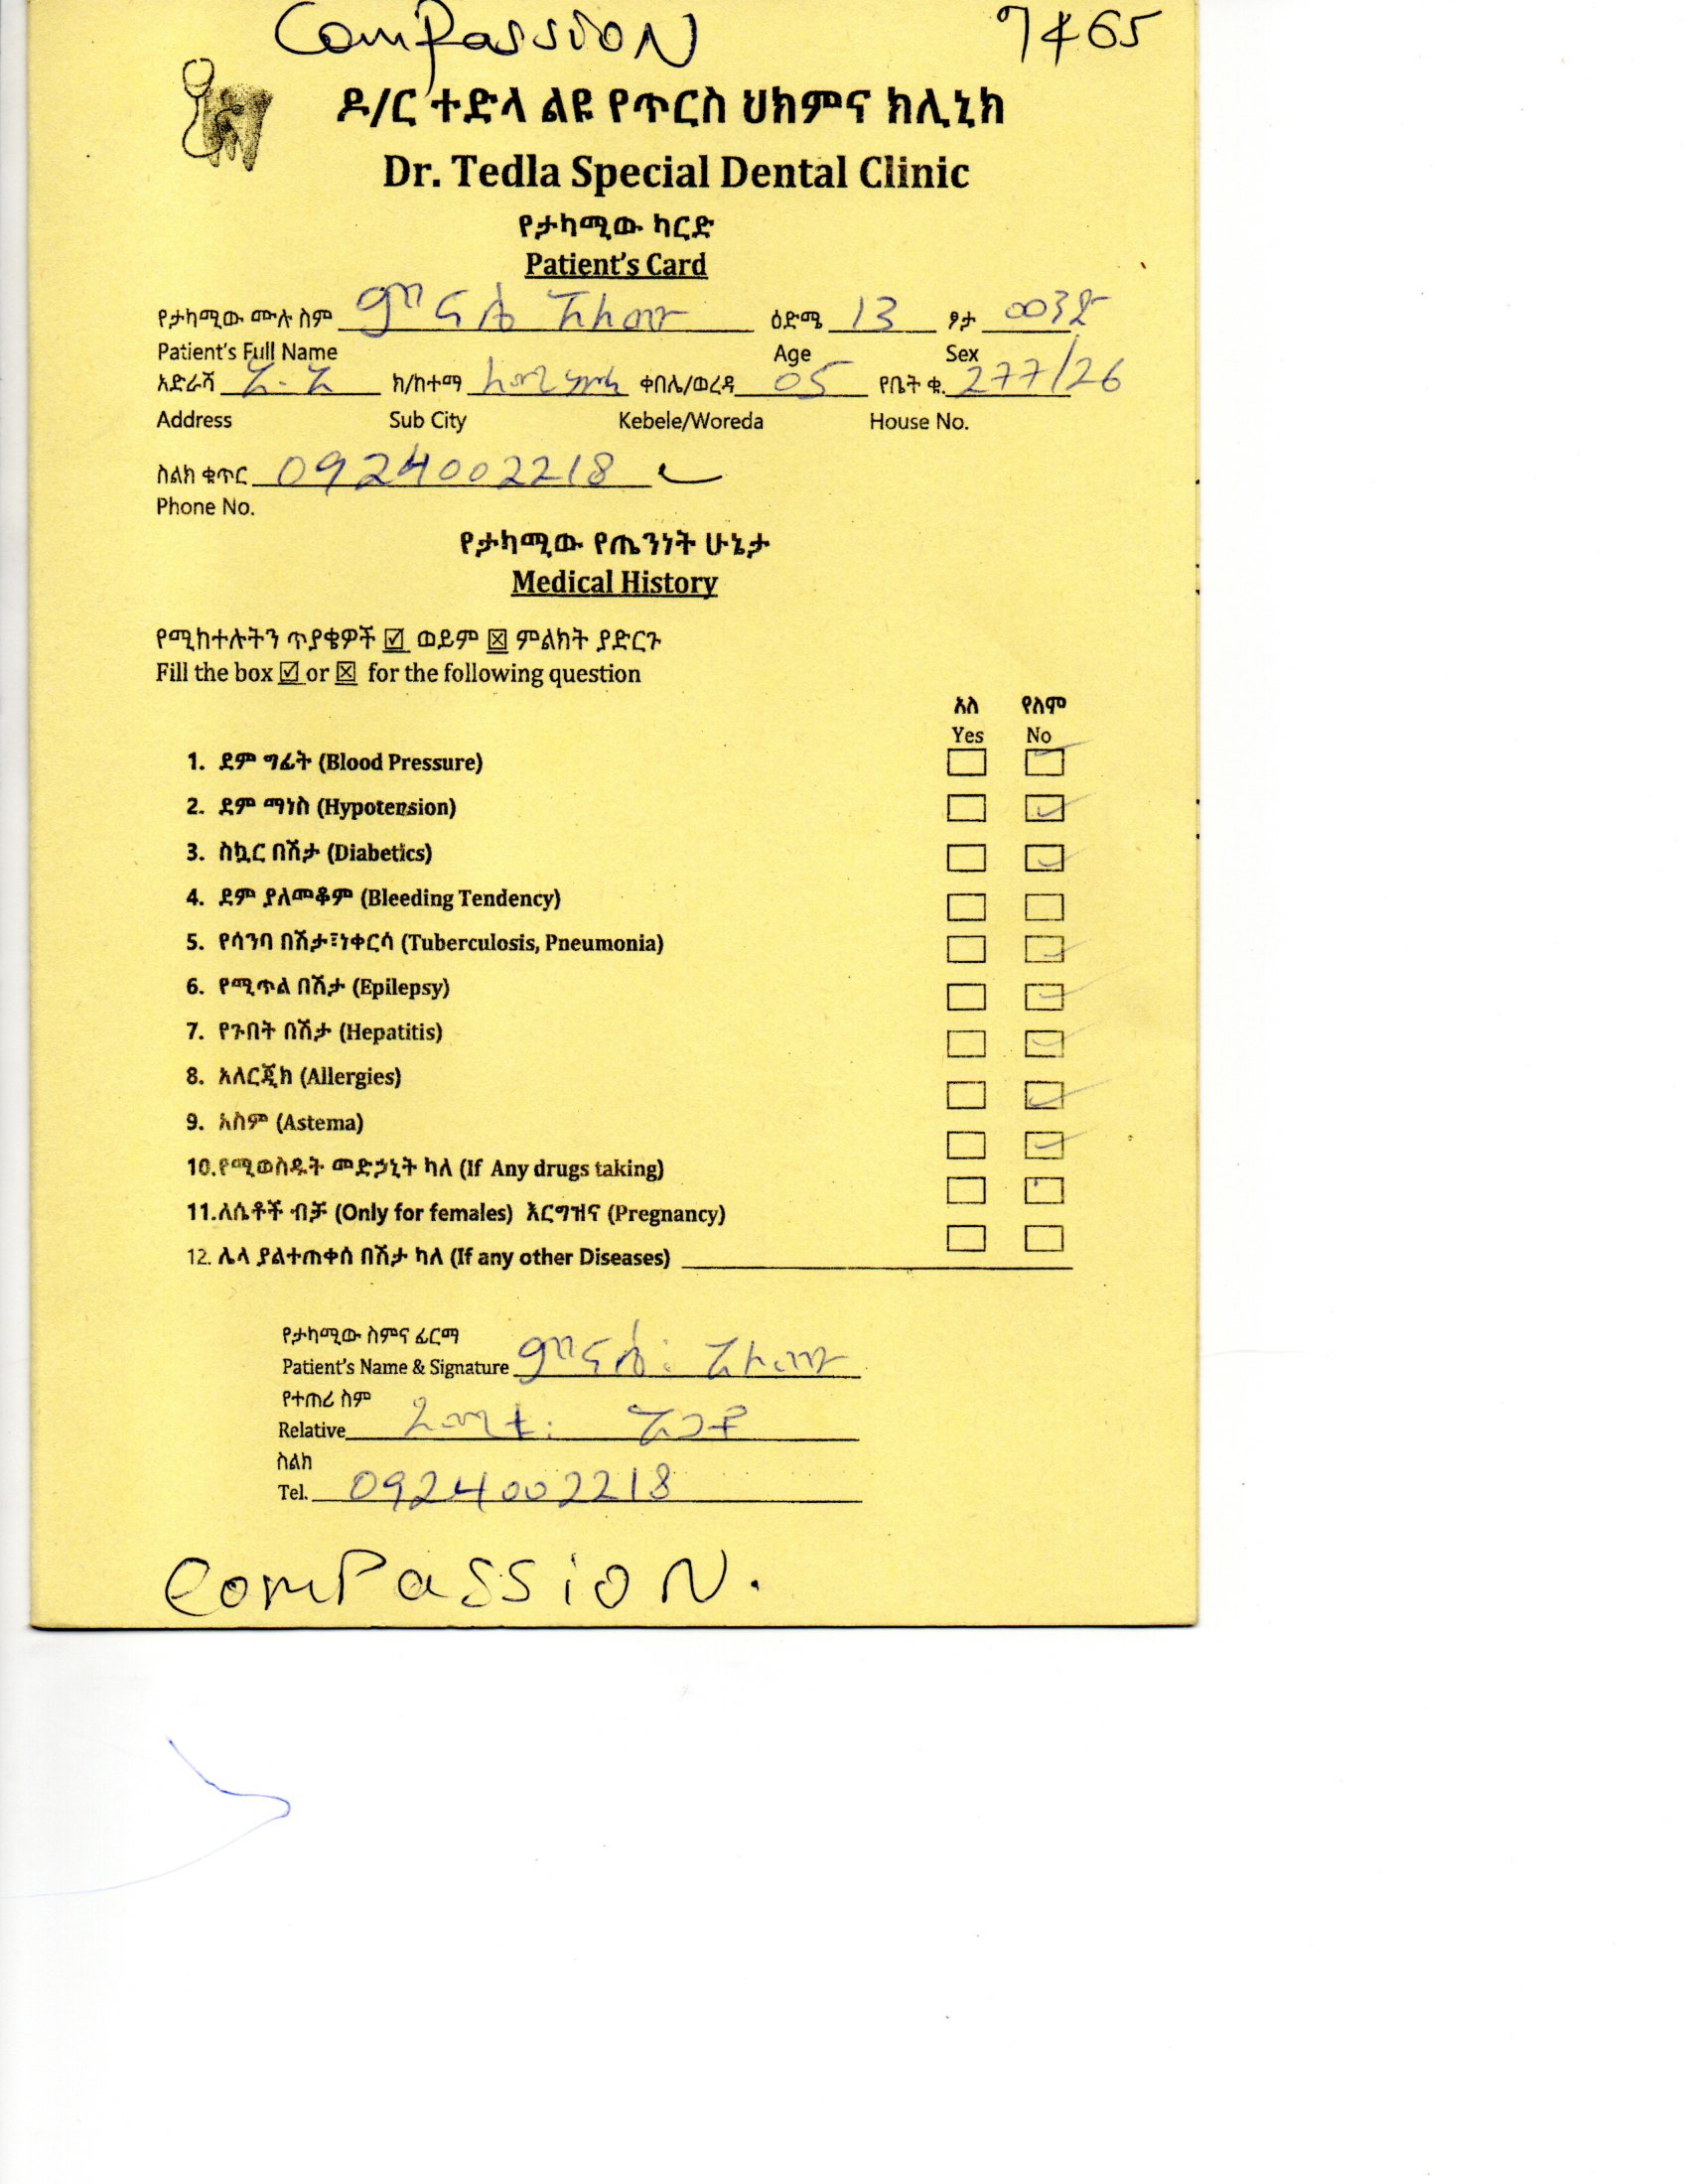 Compassion 7465
ዶ/ር ተድላ ልዩ የጥርስ ህክምና ክሊኒክ
Dr. Tedla Special Dental Clinic
የታካሚው ካርድ
Patient's Card
የታካሚው ሙሉ ስም ምናሴ ዕድሜ 13 ፆታ ወንድ
Patient's Full Name Age Sex
አድራሻ አ.አ ክ/ከተማ ቀበሌ/ወረዳ 05 የቤት ቁ. 277/26
Address Sub City Kebele/Woreda House No.
ስልክ ቁጥር 0924002218
Phone No.
የታካሚው የጤንነት ሁኔታ
Medical History
የሚከተሉትን ጥያቄዎች ☑ ወይም ☒ ምልክት ያድርጉ
Fill the box ☑ or ☒ for the following question
አለ የለም
Yes No
1. ደም ግፊት (Blood Pressure)
2. ደም ማነስ (Hypotension)
3. ስኳር በሽታ (Diabetics)
4. ደም ያለመቆም (Bleeding Tendency)
5. የሳንባ በሽታ፣ነቀርሳ (Tuberculosis, Pneumonia)
6. የሚጥል በሽታ (Epilepsy)
7. የጉበት በሽታ (Hepatitis)
8. አለርጂክ (Allergies)
9. አስም (Astema)
10.የሚወስዱት መድኃኒት ካለ (If Any drugs taking)
11.ለሴቶች ብቻ (Only for females) እርግዝና (Pregnancy)
12. ሌላ ያልተጠቀሰ በሽታ ካለ (If any other Diseases)
የታካሚው ስምና ፊርማ
Patient's Name & Signature ምናሴ
የተጠሪ ስም
Relative
ስልክ
Tel. 0924002218
Compassion.